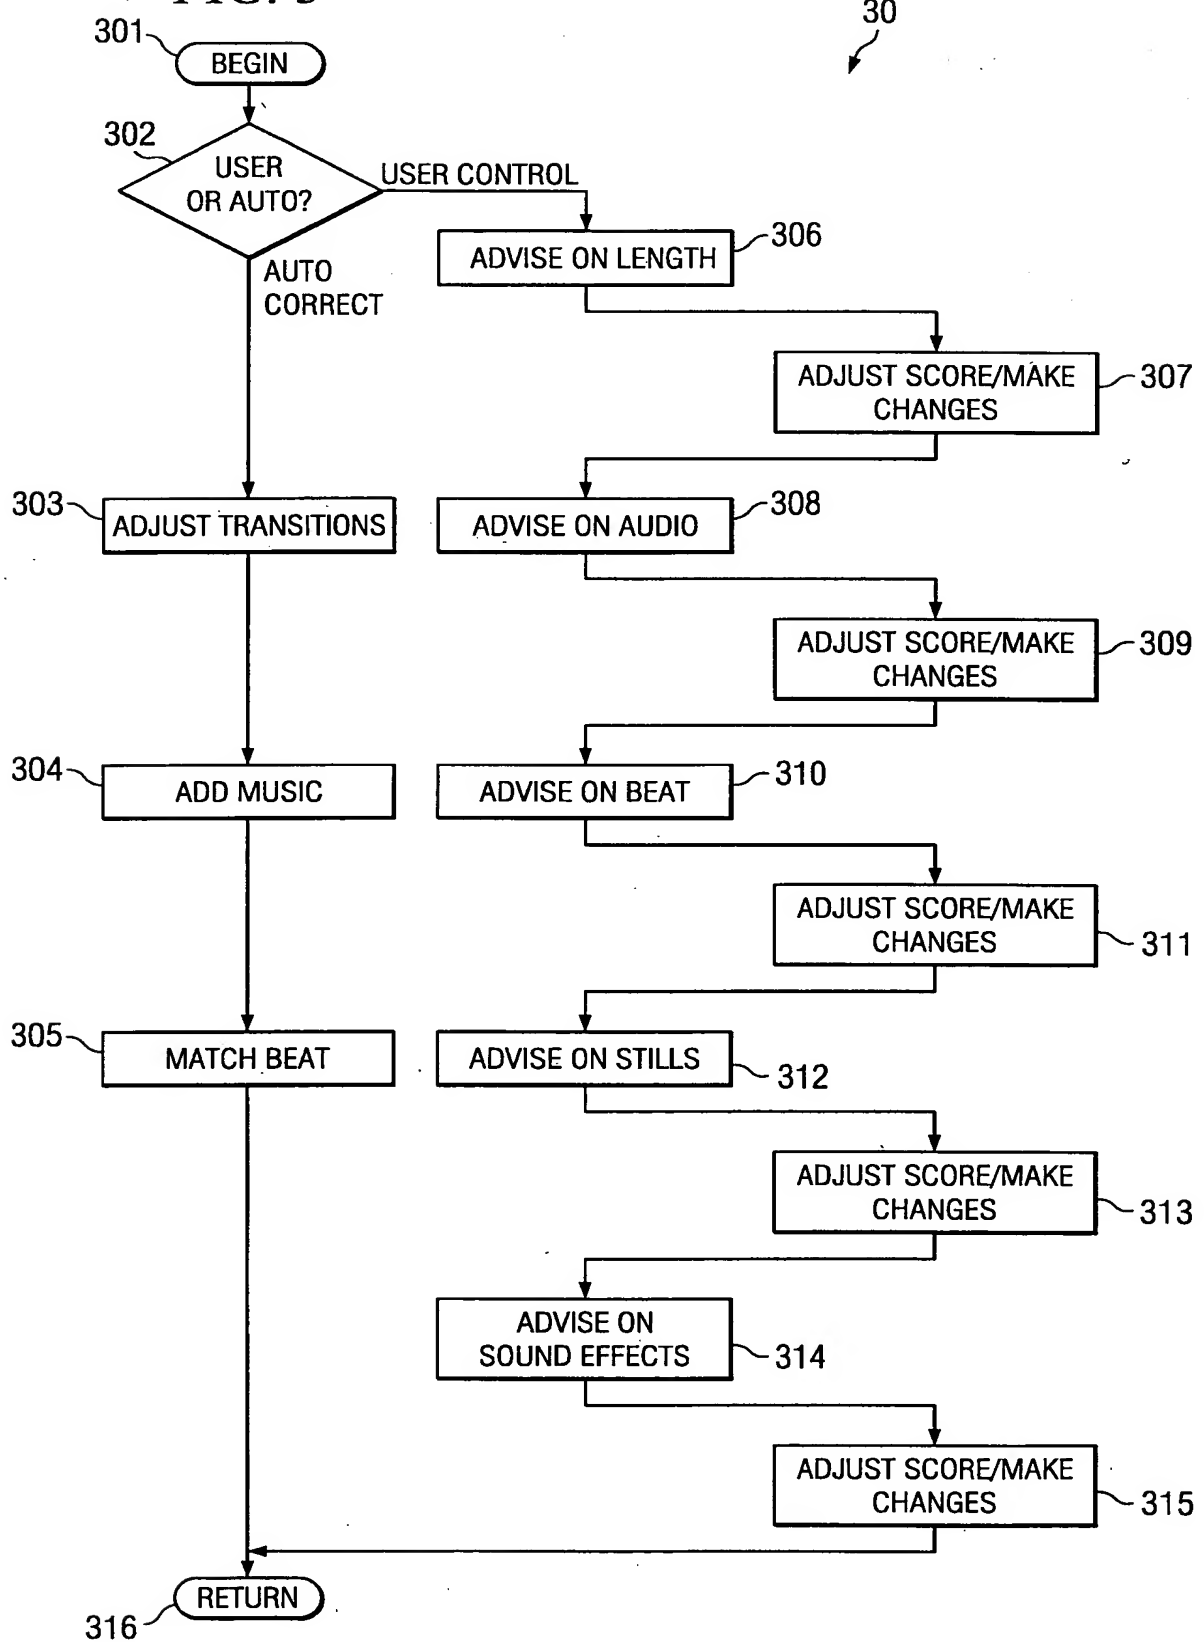 FIG. 3
30
301
BEGIN
302
USER
OR AUTO?
USER CONTROL
AUTO
CORRECT
ADVISE ON LENGTH
306
ADJUST SCORE/MAKE
CHANGES
307
303
ADJUST TRANSITIONS
ADVISE ON AUDIO
308
ADJUST SCORE/MAKE
CHANGES
309
304
ADD MUSIC
ADVISE ON BEAT
310
ADJUST SCORE/MAKE
CHANGES
311
305
MATCH BEAT
ADVISE ON STILLS
312
ADJUST SCORE/MAKE
CHANGES
313
ADVISE ON
SOUND EFFECTS
314
ADJUST SCORE/MAKE
CHANGES
315
RETURN
316